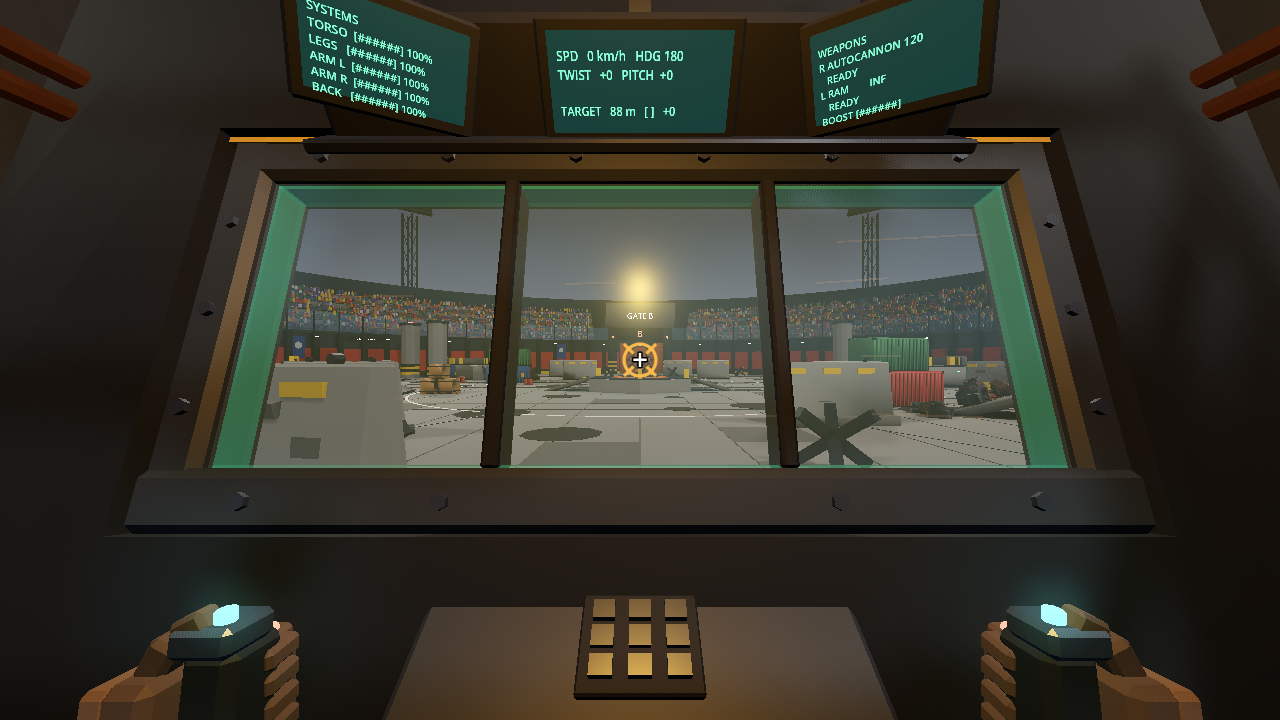 SYSTEMS
TORSO [######] 100%
LEGS [######] 100%
ARM L [######] 100%
ARM R [######] 100%
BACK [######] 100%
SPD 0 km/h HDG 180
TWIST +0 PITCH +0
TARGET 88 m [ ] +0
WEAPONS
R AUTOCANNON 120
READY
L RAM INF
READY
BOOST [######]
GATE B
B